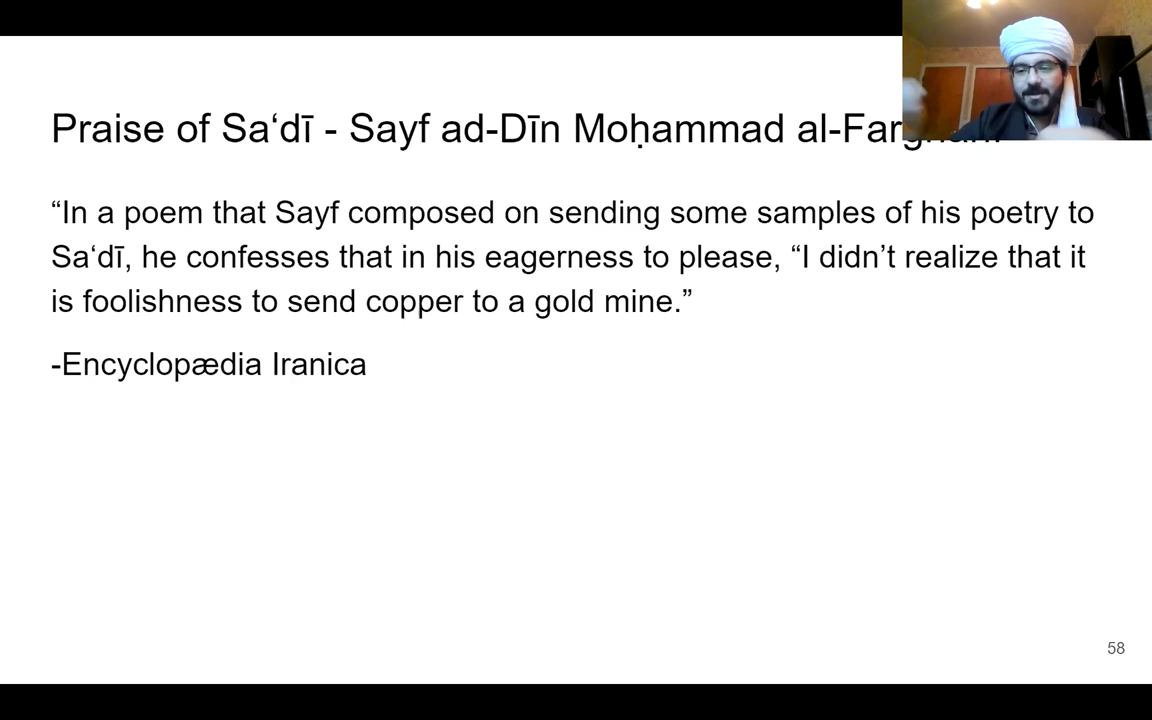 Praise of Sa‘dī - Sayf ad-Dīn Moḥammad
“In a poem that Sayf composed on sending some samples of his poetry to
Sa‘dī, he confesses that in his eagerness to please, “I didn’t realize that it
is foolishness to send copper to a gold mine.”
-Encyclopædia Iranica
58